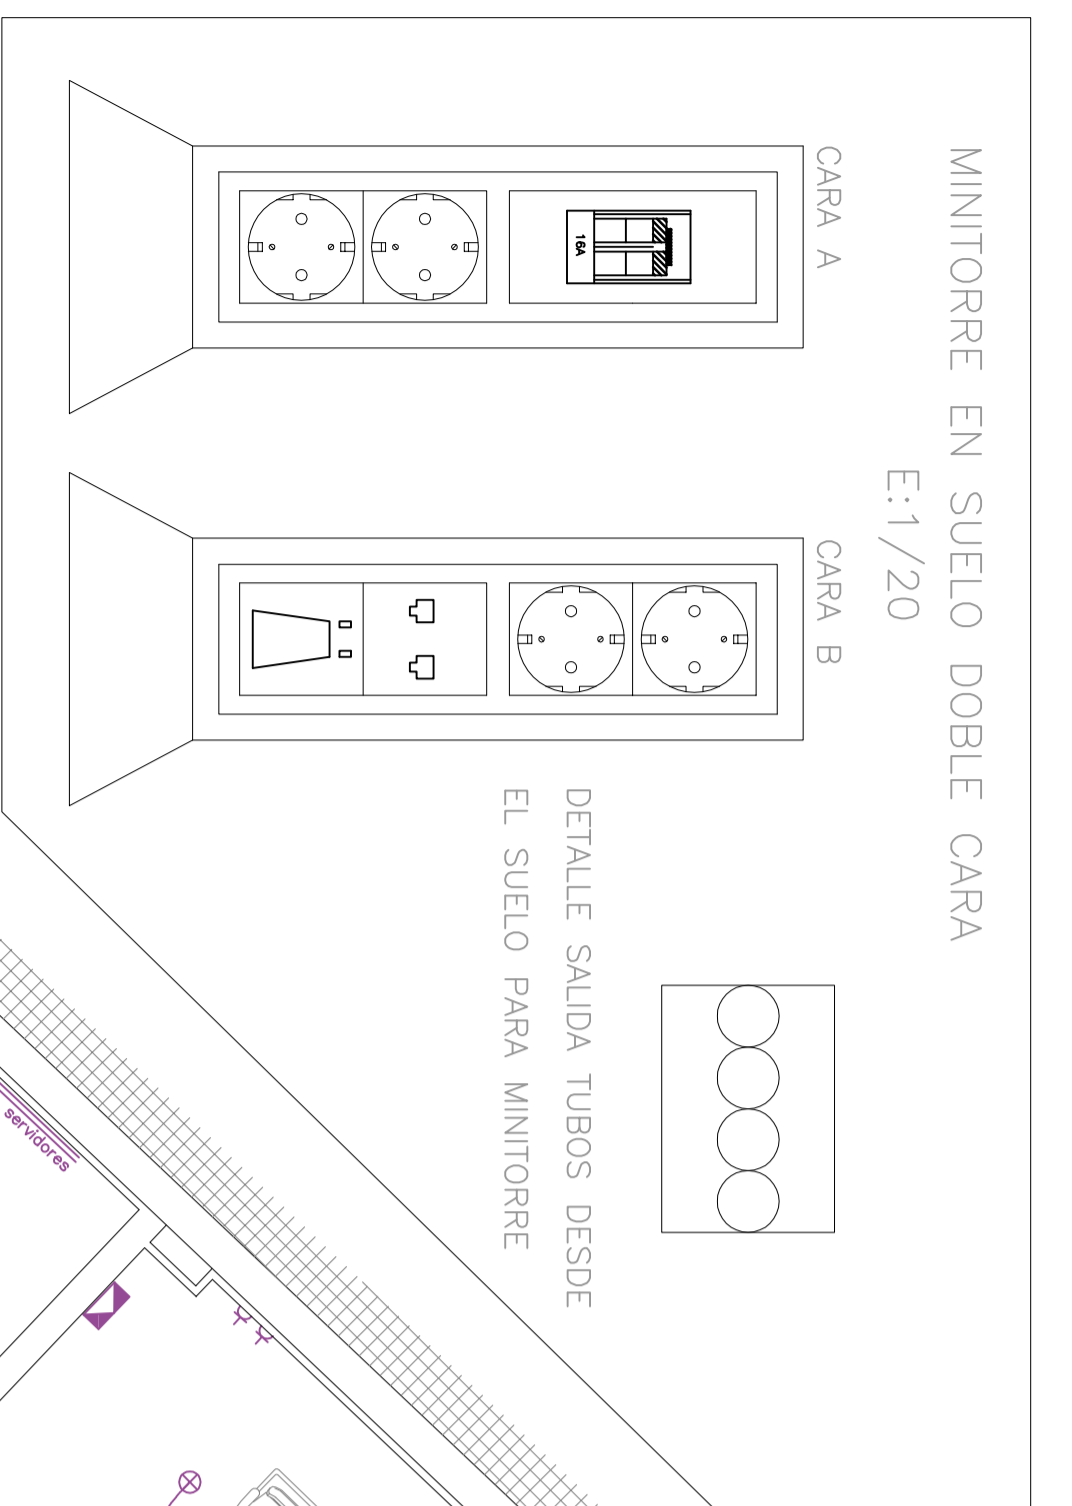 MINITORRE EN SUELO DOBLE CARA
E:1/20
CARA A
CARA B
16A
DETALLE SALIDA TUBOS DESDE
EL SUELO PARA MINITORRE
servidores